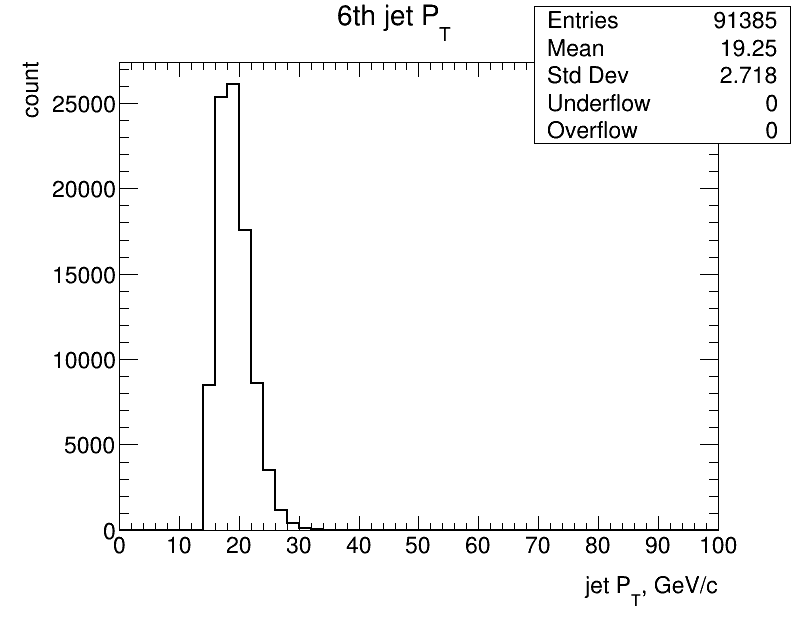 6th jet P_T
Entries 91385
Mean 19.25
Std Dev 2.718
Underflow 0
Overflow 0
count
25000
20000
15000
10000
5000
0
0 10 20 30 40 50 60 70 80 90 100
jet P_T, GeV/c